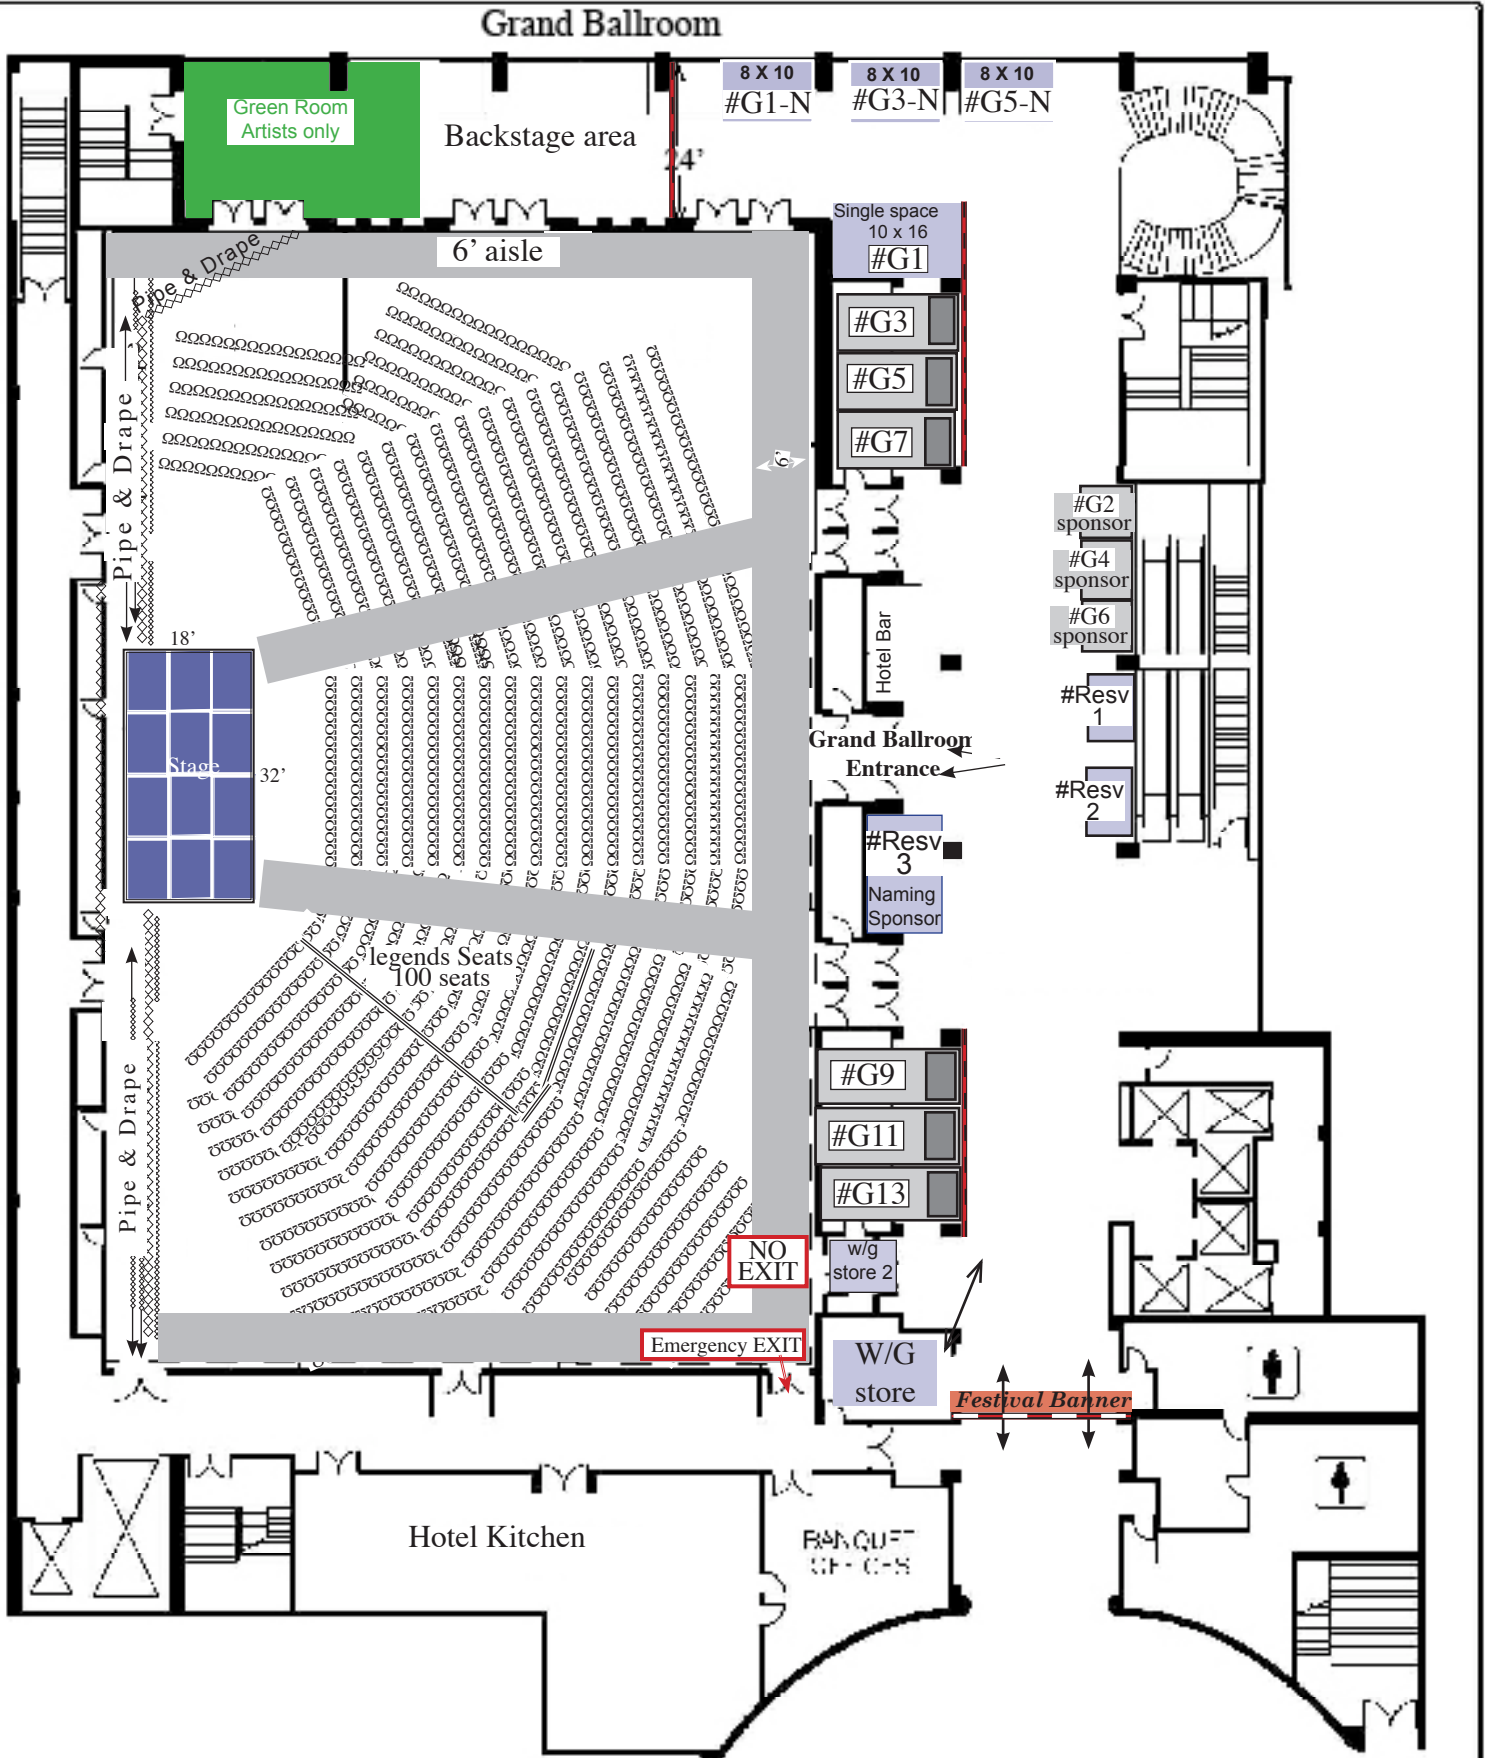 Grand Ballroom
8 X 10
#G1-N
8 X 10
#G3-N
8 X 10
#G5-N
Green Room
Artists only
Backstage area
24’
Single space
10 x 16
#G1
6’ aisle
Pipe & Drape
#G3
#G5
#G7
6'
Pipe & Drape
#G2
sponsor
#G4
sponsor
#G6
sponsor
Hotel Bar
18’
Stage
32’
#Resv
1
Grand Ballroom
Entrance
#Resv
2
#Resv
3
Naming
Sponsor
legends Seats
100 seats
Pipe & Drape
#G9
#G11
#G13
NO
EXIT
w/g
store 2
Emergency EXIT
W/G
store
Festival Banner
Hotel Kitchen
BANQUET
OFFICES